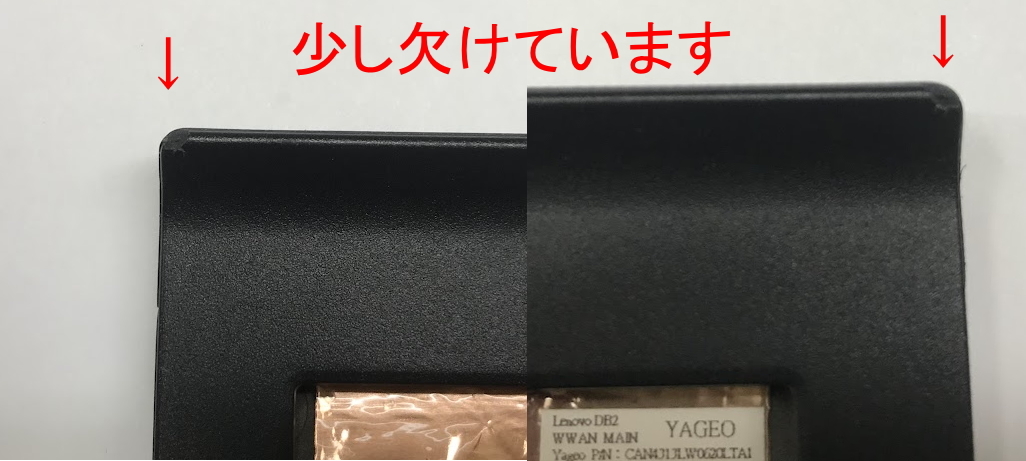 少し欠けています
Lenovo DB2
WWAN MAIN
YAGEO
Yageo P/N : CAN4313LW0620LTA1